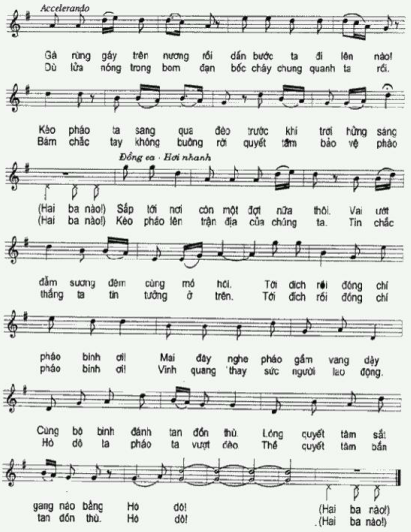 Accelerando
Gà rừng gáy trên nương rồi dấn bước ta đi lên nào!
Dù lửa nóng trong bom đạn bốc cháy chung quanh ta rồi.
Kèo pháo ta sang qua đèo trước khi trời hửng sáng
Bám chắc tay không buông rời quyết tâm bảo vệ pháo
Đồng ca - Hơi nhanh
(Hai ba nào!) Sắp tới nơi còn một đợt nữa thôi. Vai ướt
(Hai ba nào!) Kéo pháo lên trận địa của chúng ta. Tin chắc
đẫm sương đêm cùng mồ hôi. Tới đích rồi đồng chí
thắng ta tin tưởng ở trên. Tới đích rồi đồng chí
pháo binh ơi! Mai đây nghe pháo gầm vang dậy
pháo binh ơi! Vinh quang thay sức người lao động.
Cùng bộ binh đánh tan đồn thù. Lòng quyết tâm sắt
Hò dô ta pháo ta vượt đèo Thề quyết tâm bắn
gang nào bằng Hò dô! (Hai ba nào!)
tan đồn thù. Hò dô! (Hai ba nào!)